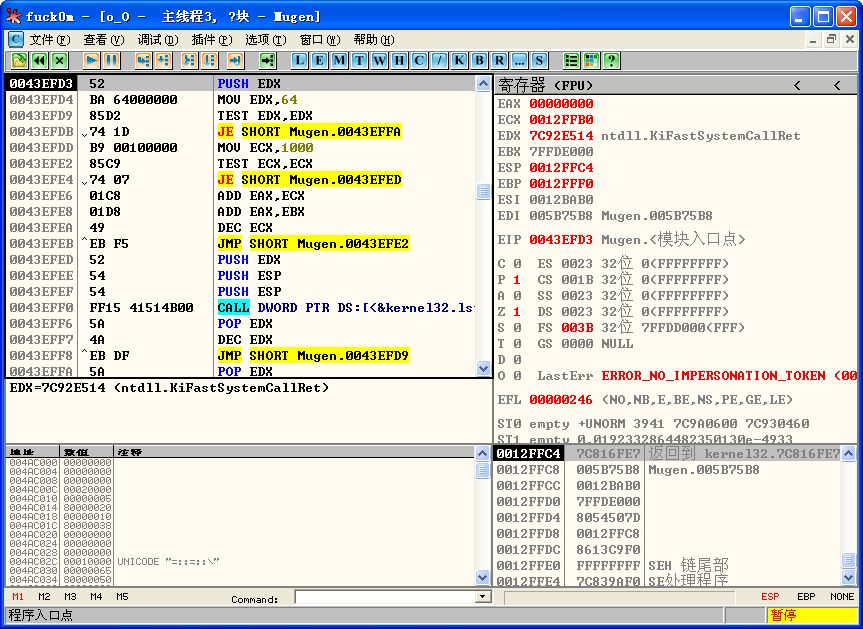 fuck0m - [o_O - 主线程3, ?块 - Mugen]
C 文件(F) 查看(V) 调试(D) 插件(P) 选项(T) 窗口(W) 帮助(H)
L E M T W H C / K B R ... S ?
0043EFD3 52 PUSH EDX
0043EFD4 BA 64000000 MOV EDX,64
0043EFD9 85D2 TEST EDX,EDX
0043EFDB 74 1D JE SHORT Mugen.0043EFFA
0043EFDD B9 00100000 MOV ECX,1000
0043EFE2 85C9 TEST ECX,ECX
0043EFE4 74 07 JE SHORT Mugen.0043EFED
0043EFE6 01C8 ADD EAX,ECX
0043EFE8 01D8 ADD EAX,EBX
0043EFEA 49 DEC ECX
0043EFEB ^EB F5 JMP SHORT Mugen.0043EFE2
0043EFED 52 PUSH EDX
0043EFEE 54 PUSH ESP
0043EFEF 54 PUSH ESP
0043EFF0 FF15 41514B00 CALL DWORD PTR DS:[<&kernel32.ls
0043EFF6 5A POP EDX
0043EFF7 4A DEC EDX
0043EFF8 ^EB DF JMP SHORT Mugen.0043EFD9
0043EFFA 5A POP EDX
EDX=7C92E514 (ntdll.KiFastSystemCallRet)
寄存器 (FPU) < <
EAX 00000000
ECX 0012FFB0
EDX 7C92E514 ntdll.KiFastSystemCallRet
EBX 7FFDE000
ESP 0012FFC4
EBP 0012FFF0
ESI 0012BAB0
EDI 005B75B8 Mugen.005B75B8
EIP 0043EFD3 Mugen.<模块入口点>
C 0 ES 0023 32位 0(FFFFFFFF)
P 1 CS 001B 32位 0(FFFFFFFF)
A 0 SS 0023 32位 0(FFFFFFFF)
Z 1 DS 0023 32位 0(FFFFFFFF)
S 0 FS 003B 32位 7FFDD000(FFF)
T 0 GS 0000 NULL
D 0
O 0 LastErr ERROR_NO_IMPERSONATION_TOKEN (00
EFL 00000246 (NO,NB,E,BE,NS,PE,GE,LE)
ST0 empty +UNORM 3941 7C9A0600 7C930460
ST1 empty 0.0192332864482350130e-4933
地址 数值 注释
004AC000 00000000
004AC004 00000000
004AC008 00000000
004AC00C 00020000
004AC010 00000005
004AC014 80000020
004AC018 00000010
004AC01C 80000038
004AC020 00000000
004AC024 00000000
004AC028 00000000
004AC02C 00010000 UNICODE "=::=::\"
004AC030 00000065
004AC034 80000050
0012FFC4 7C816FE7 返回到 kernel32.7C816FE7
0012FFC8 005B75B8 Mugen.005B75B8
0012FFCC 0012BAB0
0012FFD0 7FFDE000
0012FFD4 8054507D
0012FFD8 0012FFC8
0012FFDC 8613C9F0
0012FFE0 FFFFFFFF SEH 链尾部
0012FFE4 7C839AF0 SE处理程序
M1 M2 M3 M4 M5 Command: ESP EBP NONE
程序入口点 暂停